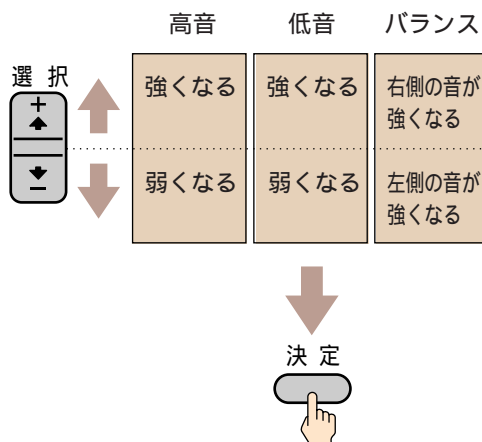 高音 低音 バランス
選択
+
強くなる 強くなる 右側の音が
強くなる
−
弱くなる 弱くなる 左側の音が
強くなる
決定